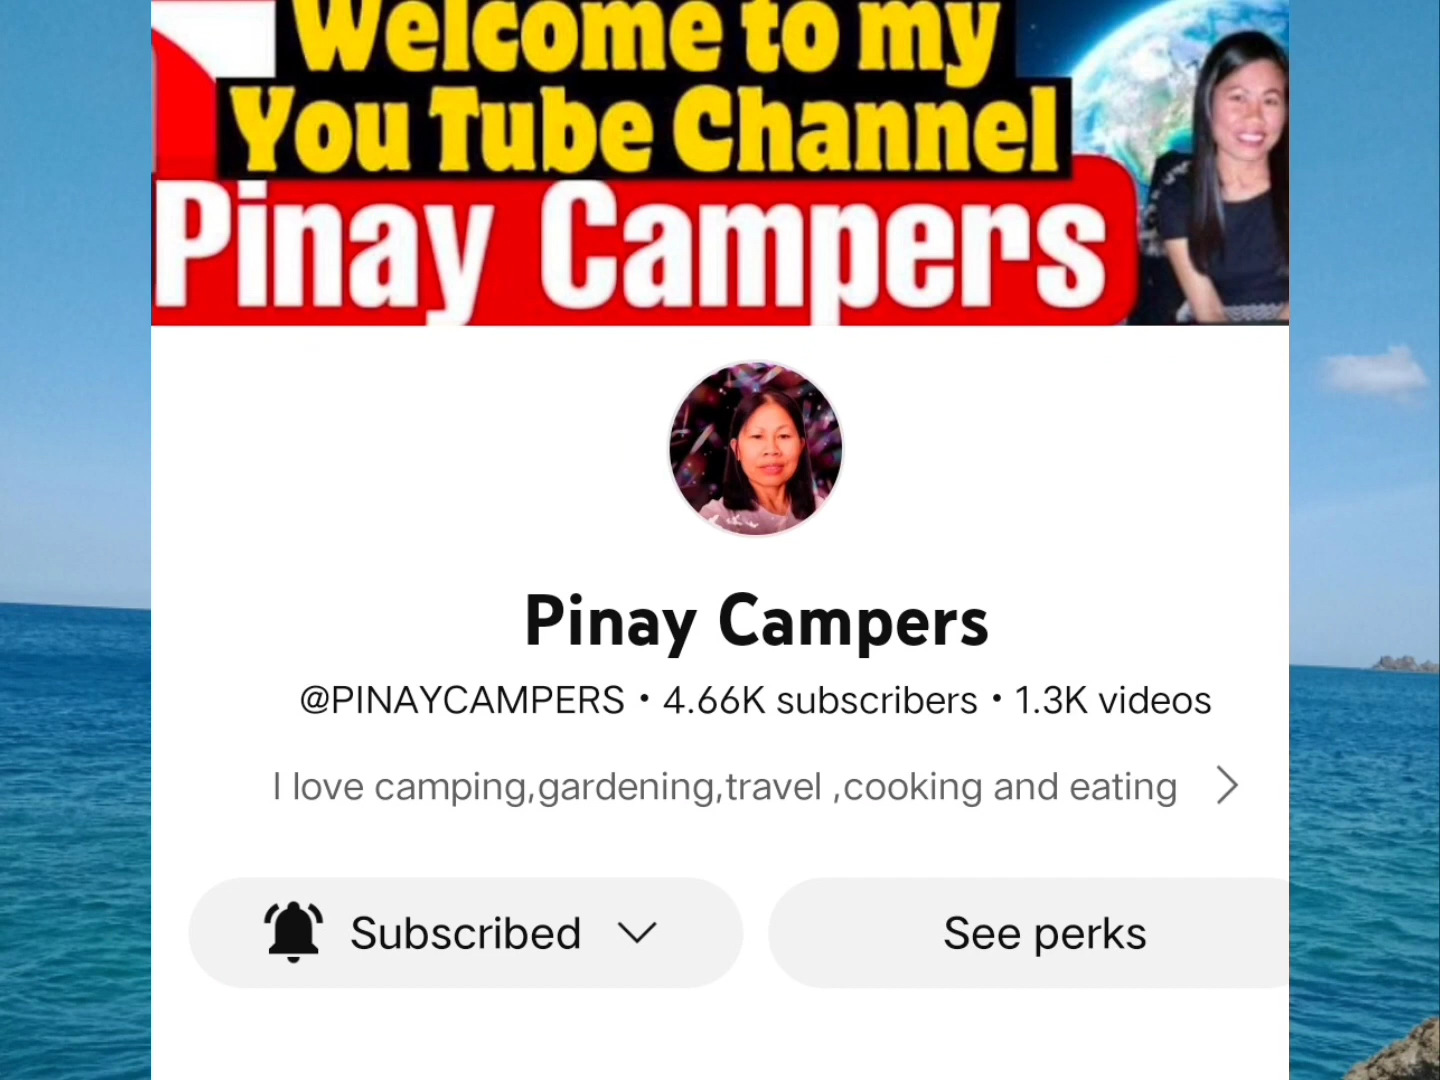 Welcome to my
You Tube Channel
Pinay Campers
Pinay Campers
@PINAYCAMPERS • 4.66K subscribers • 1.3K videos
I love camping,gardening,travel ,cooking and eating
Subscribed
See perks